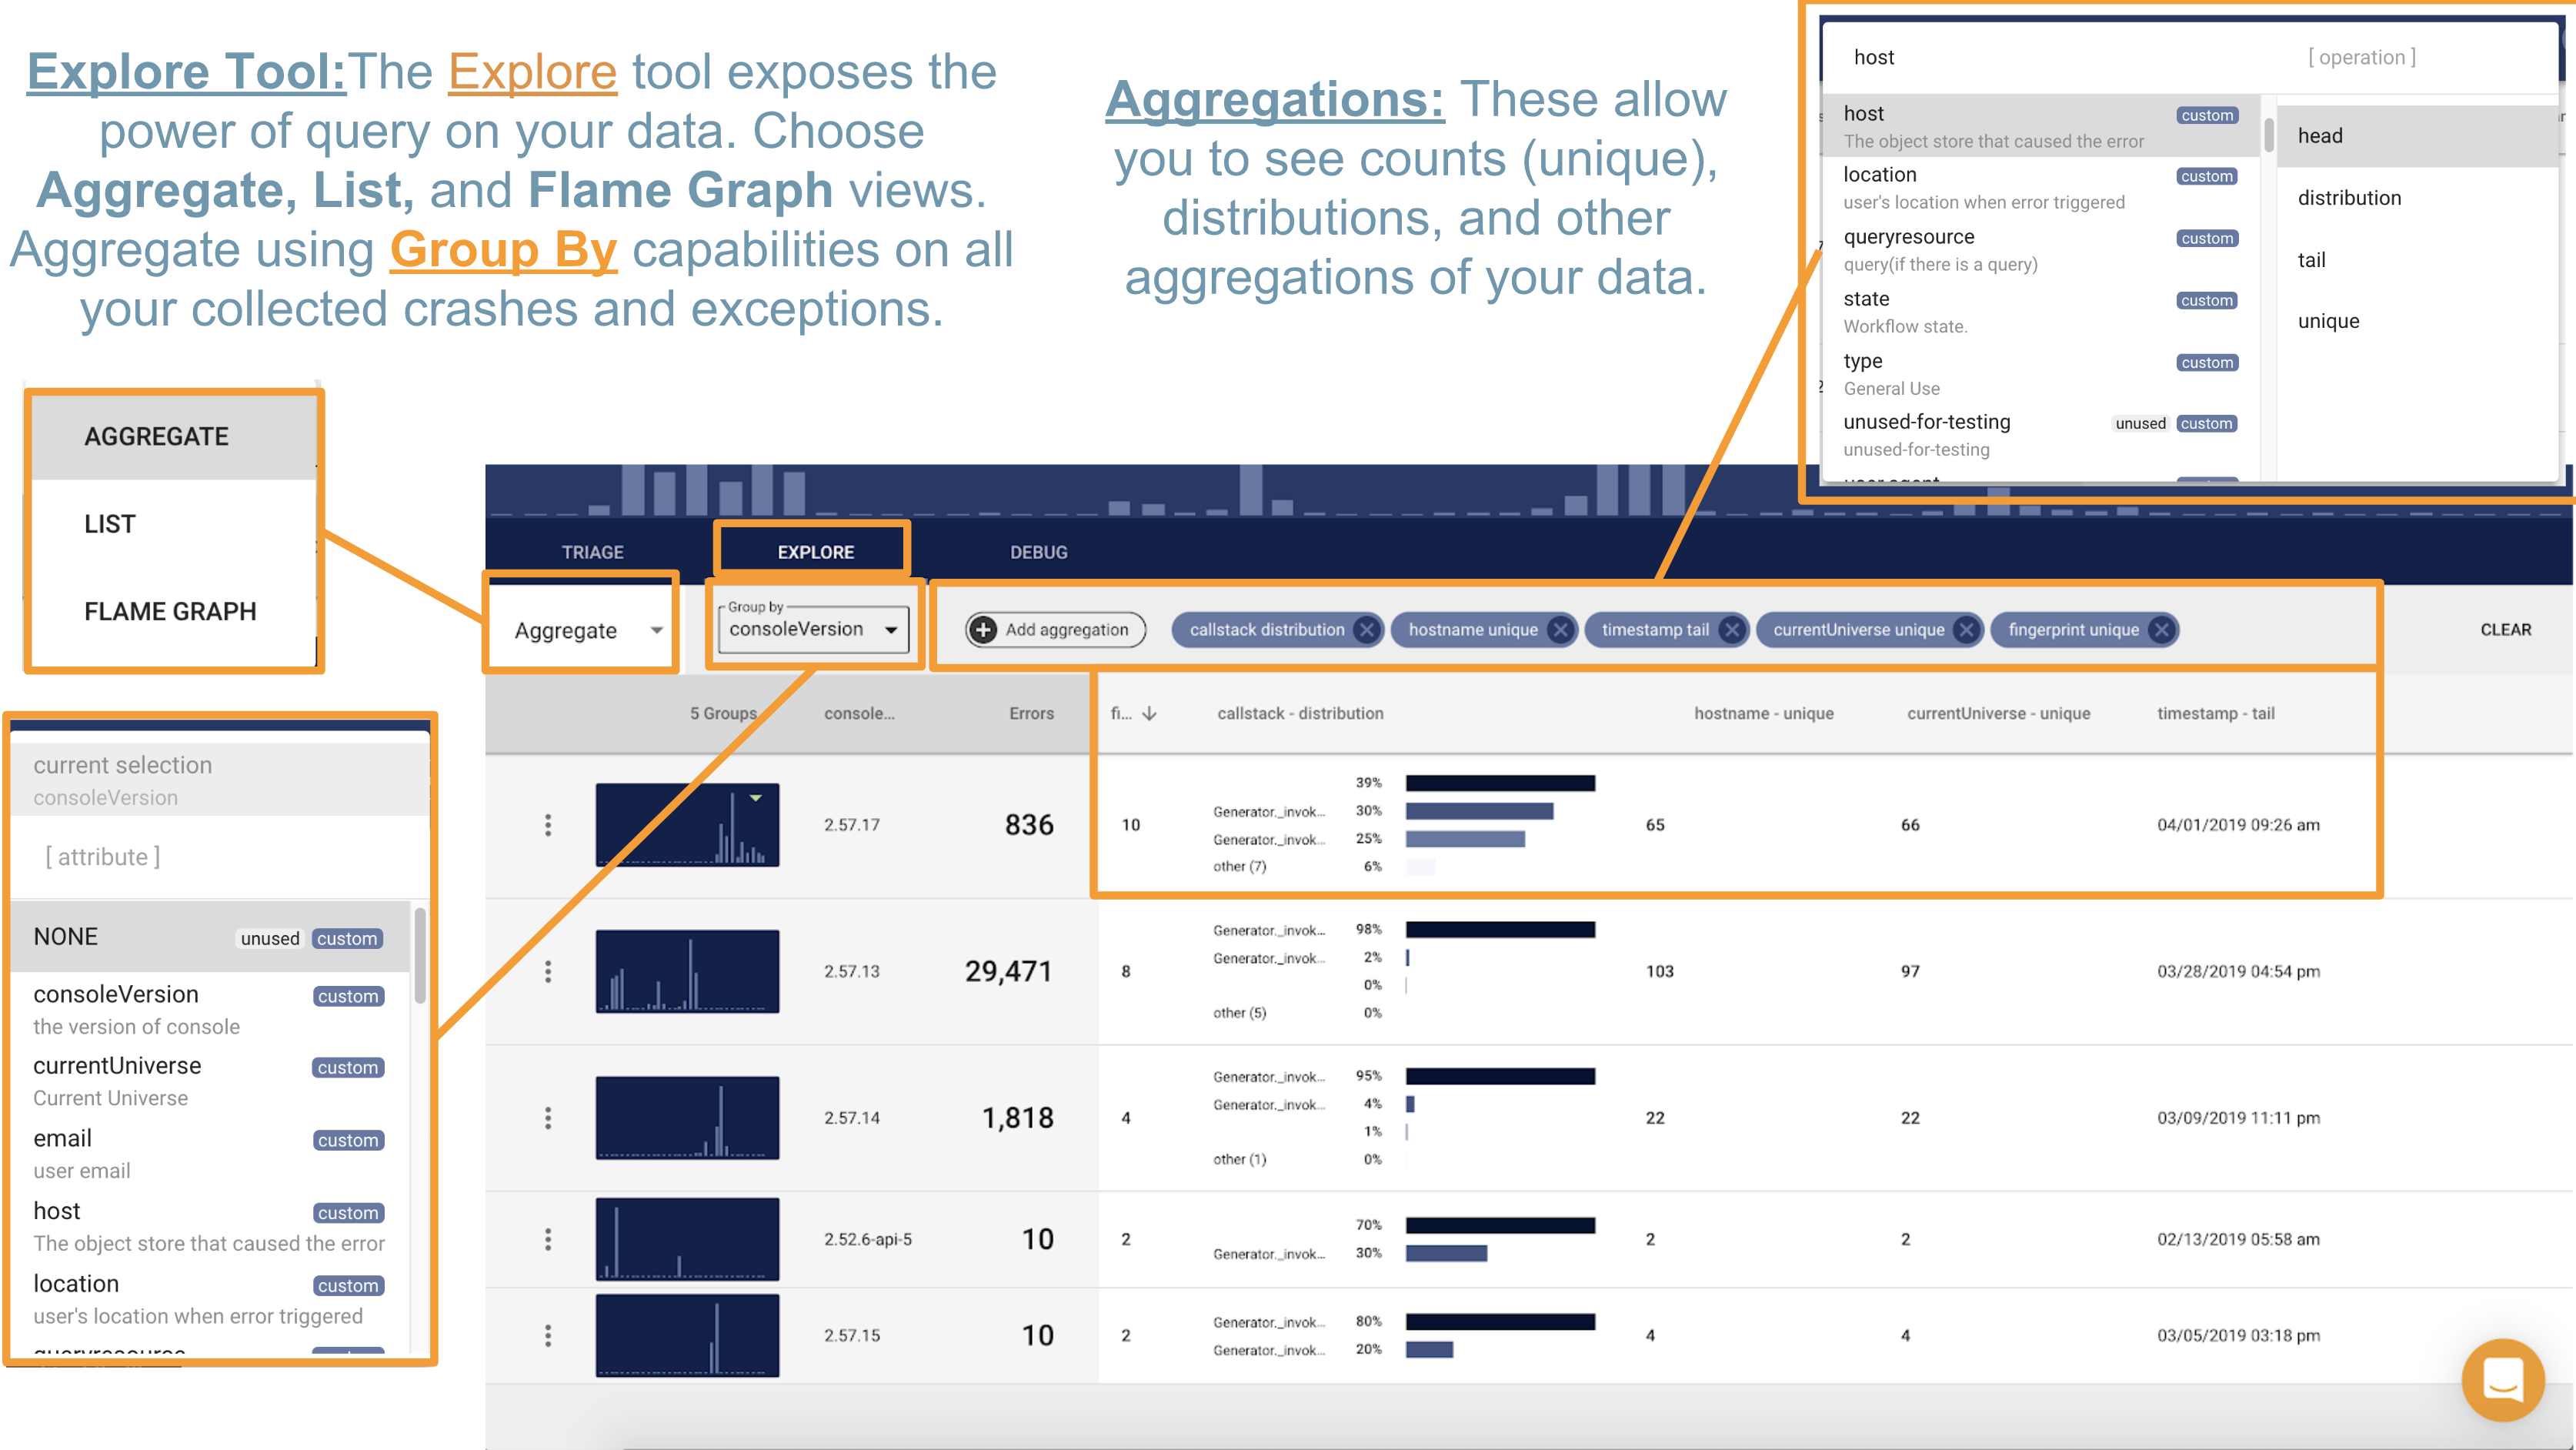 Explore Tool:The Explore tool exposes the
power of query on your data. Choose
Aggregate, List, and Flame Graph views.
Aggregate using Group By capabilities on all
your collected crashes and exceptions.
Aggregations: These allow
you to see counts (unique),
distributions, and other
aggregations of your data.
host [ operation ]
host custom
The object store that caused the error
location custom
user's location when error triggered
queryresource custom
query(if there is a query)
state custom
Workflow state.
type custom
General Use
unused-for-testing unused custom
unused-for-testing
head
distribution
tail
unique
AGGREGATE
LIST
FLAME GRAPH
TRIAGE EXPLORE DEBUG
Aggregate
Group by
consoleVersion
Add aggregation callstack distribution hostname unique timestamp tail currentUniverse unique fingerprint unique CLEAR
5 Groups console... Errors fi... callstack - distribution hostname - unique currentUniverse - unique timestamp - tail
2.57.17 836 10 65 66 04/01/2019 09:26 am
39%
Generator._invok... 30%
Generator._invok... 25%
other (7) 6%
2.57.13 29,471 8 103 97 03/28/2019 04:54 pm
Generator._invok... 98%
Generator._invok... 2%
0%
other (5) 0%
2.57.14 1,818 4 22 22 03/09/2019 11:11 pm
Generator._invok... 95%
Generator._invok... 4%
1%
other (1) 0%
2.52.6-api-5 10 2 2 2 02/13/2019 05:58 am
70%
Generator._invok... 30%
2.57.15 10 2 4 4 03/05/2019 03:18 pm
Generator._invok... 80%
Generator._invok... 20%
current selection
consoleVersion
[ attribute ]
NONE unused custom
consoleVersion custom
the version of console
currentUniverse custom
Current Universe
email custom
user email
host custom
The object store that caused the error
location custom
user's location when error triggered